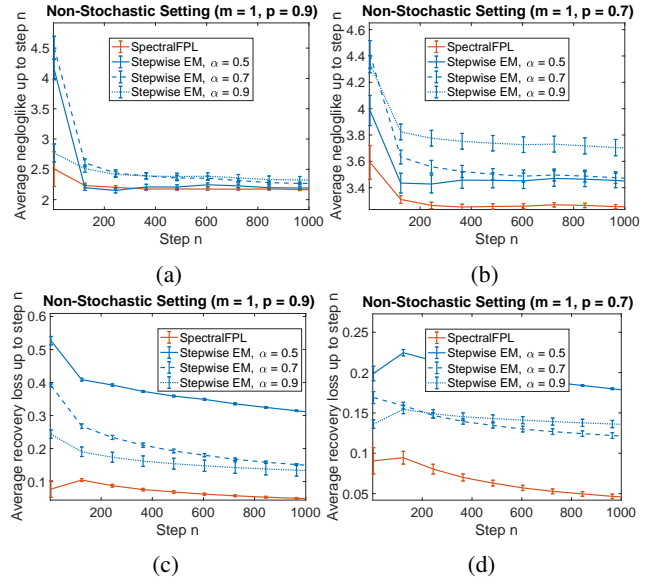 Non-Stochastic Setting (m = 1, p = 0.9)
Average negloglike up to step n
4.5
4
3.5
3
2.5
2
SpectralFPL
Stepwise EM, α = 0.5
Stepwise EM, α = 0.7
Stepwise EM, α = 0.9
200 400 600 800 1000
Step n
(a)
Non-Stochastic Setting (m = 1, p = 0.7)
Average negloglike up to step n
4.6
4.4
4.2
4
3.8
3.6
3.4
SpectralFPL
Stepwise EM, α = 0.5
Stepwise EM, α = 0.7
Stepwise EM, α = 0.9
200 400 600 800 1000
Step n
(b)
Non-Stochastic Setting (m = 1, p = 0.9)
Average recovery loss up to step n
0.6
0.5
0.4
0.3
0.2
0.1
SpectralFPL
Stepwise EM, α = 0.5
Stepwise EM, α = 0.7
Stepwise EM, α = 0.9
200 400 600 800 1000
Step n
(c)
Non-Stochastic Setting (m = 1, p = 0.7)
Average recovery loss up to step n
0.25
0.2
0.15
0.1
0.05
SpectralFPL
Stepwise EM, α = 0.5
Stepwise EM, α = 0.7
Stepwise EM, α = 0.9
200 400 600 800 1000
Step n
(d)